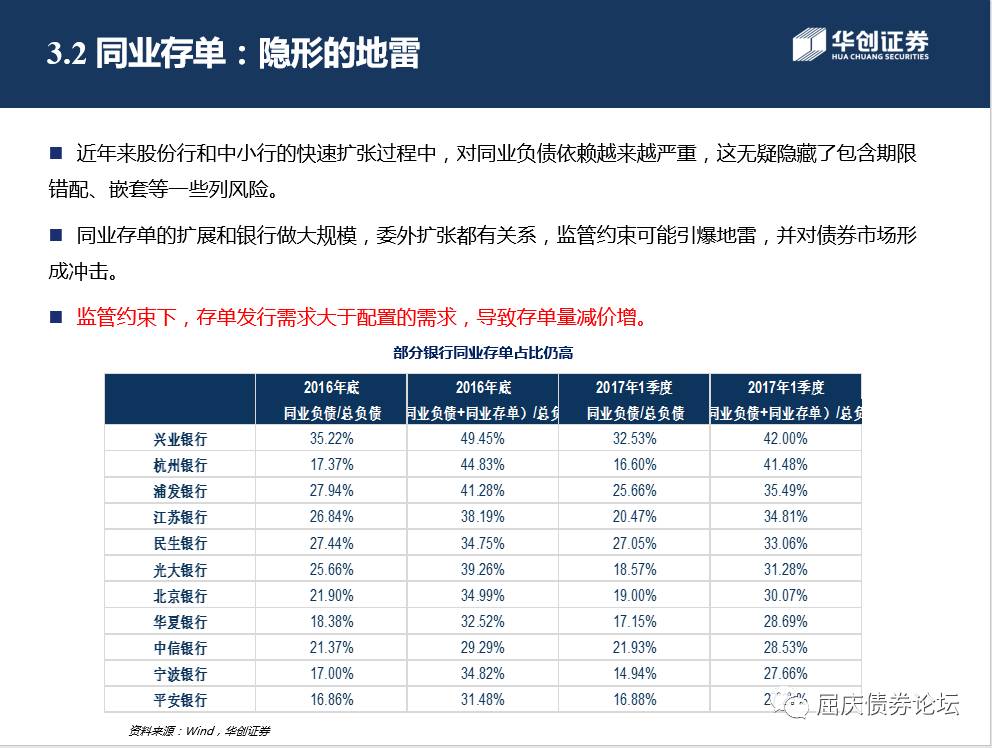 3.2 同业存单：隐形的地雷
华创证券
HUA CHUANG SECURITIES
近年来股份行和中小行的快速扩张过程中，对同业负债依赖越来越严重，这无疑隐藏了包含期限
错配、嵌套等一些列风险。
同业存单的扩展和银行做大规模，委外扩张都有关系，监管约束可能引爆地雷，并对债券市场形
成冲击。
监管约束下，存单发行需求大于配置的需求，导致存单量减价增。
部分银行同业存单占比仍高
2016年底 2016年底 2017年1季度 2017年1季度
同业负债/总负债 同业负债+同业存单）/总负 同业负债/总负债 同业负债+同业存单）/总负
兴业银行 35.22% 49.45% 32.53% 42.00%
杭州银行 17.37% 44.83% 16.60% 41.48%
浦发银行 27.94% 41.28% 25.66% 35.49%
江苏银行 26.84% 38.19% 20.47% 34.81%
民生银行 27.44% 34.75% 27.05% 33.06%
光大银行 25.66% 39.26% 18.57% 31.28%
北京银行 21.90% 34.99% 19.00% 30.07%
华夏银行 18.38% 32.52% 17.15% 28.69%
中信银行 21.37% 29.29% 21.93% 28.53%
宁波银行 17.00% 34.82% 14.94% 27.66%
平安银行 16.86% 31.48% 16.88%
屈庆债券论坛
资料来源：Wind，华创证券